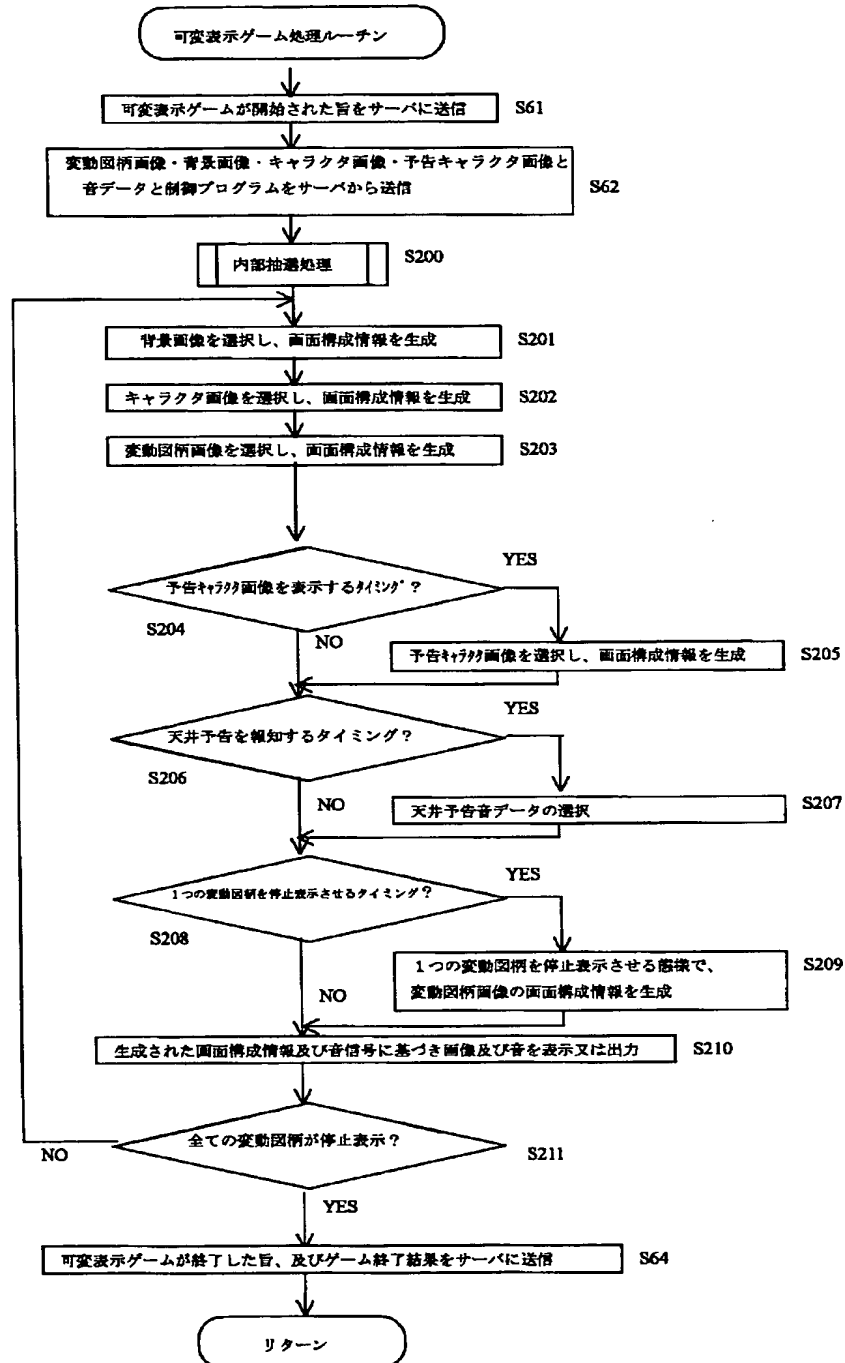 可変表示ゲーム処理ルーチン
可変表示ゲームが開始された旨をサーバに送信
S61
変動図柄画像・背景画像・キャラクタ画像・予告キャラクタ画像と
音データと制御プログラムをサーバから送信
S62
内部抽選処理
S200
背景画像を選択し、画面構成情報を生成
S201
キャラクタ画像を選択し、画面構成情報を生成
S202
変動図柄画像を選択し、画面構成情報を生成
S203
予告キャラクタ画像を表示するタイミング？
YES
S204
NO
予告キャラクタ画像を選択し、画面構成情報を生成
S205
天井予告を報知するタイミング？
YES
S206
NO
天井予告音データの選択
S207
1つの変動図柄を停止表示させるタイミング？
YES
S208
NO
1つの変動図柄を停止表示させる態様で、
変動図柄画像の画面構成情報を生成
S209
生成された画面構成情報及び音信号に基づき画像及び音を表示又は出力
S210
全ての変動図柄が停止表示？
NO
S211
YES
可変表示ゲームが終了した旨、及びゲーム終了結果をサーバに送信
S64
リターン